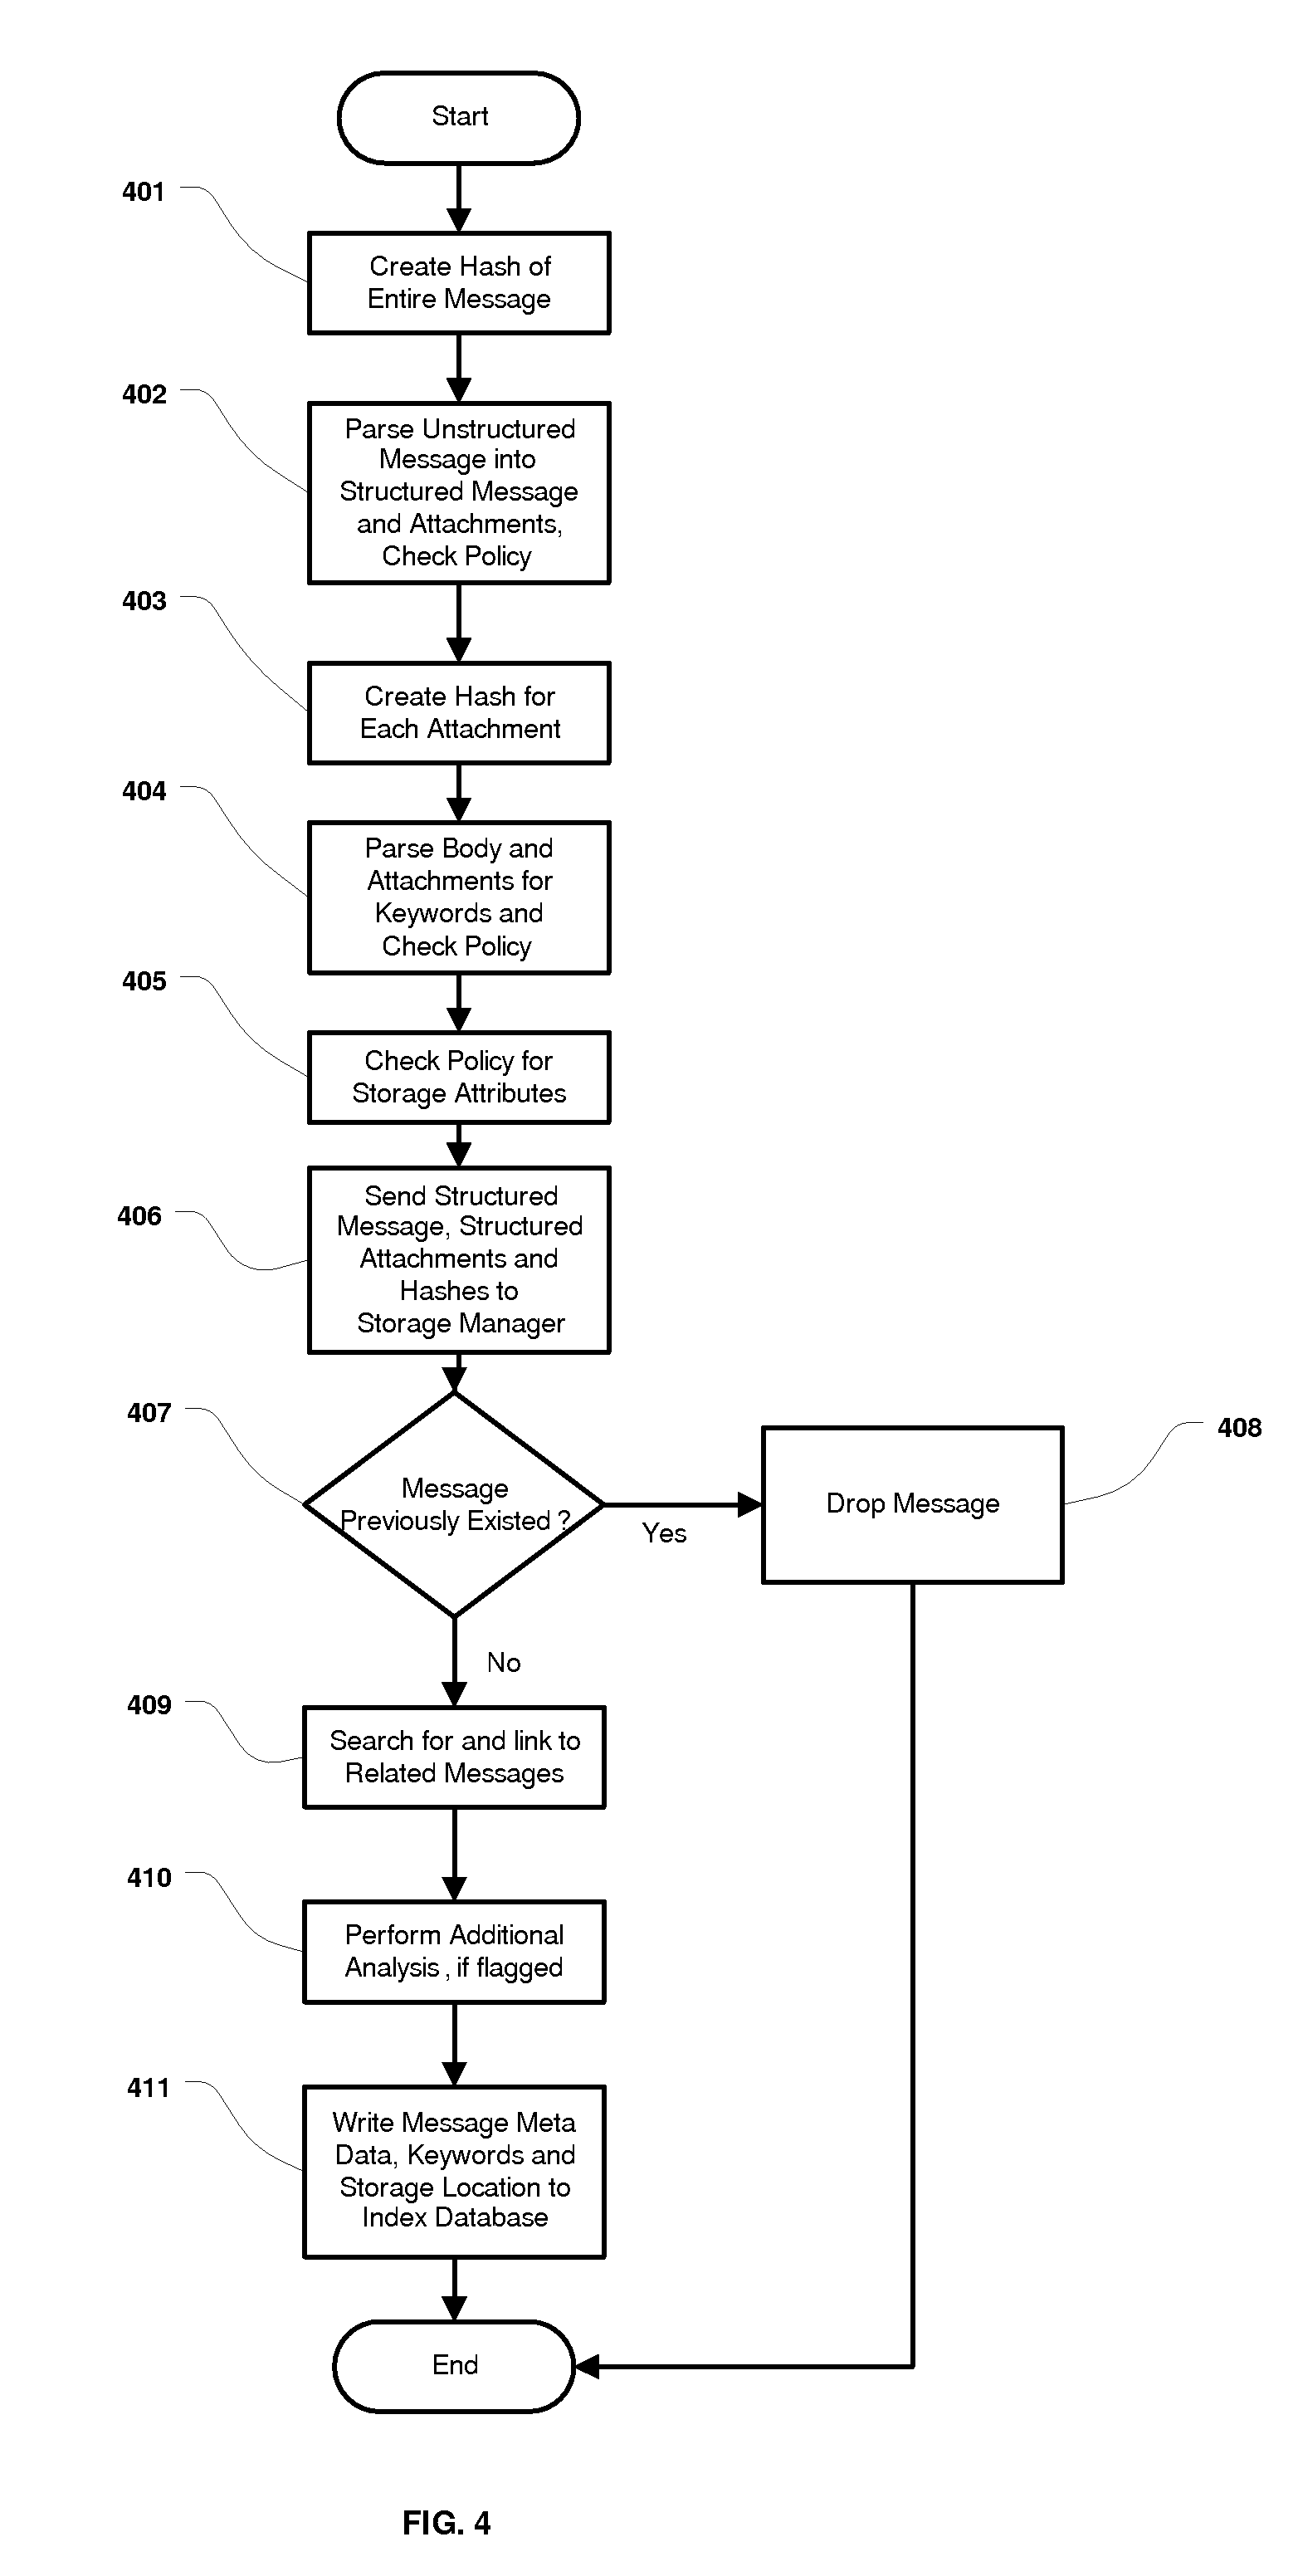 Start
401
Create Hash of
Entire Message
402
Parse Unstructured
Message into
Structured Message
and Attachments,
Check Policy
403
Create Hash for
Each Attachment
404
Parse Body and
Attachments for
Keywords and
Check Policy
405
Check Policy for
Storage Attributes
406
Send Structured
Message, Structured
Attachments and
Hashes to
Storage Manager
407
Message
Previously Existed ?
Yes
408
Drop Message
No
409
Search for and link to
Related Messages
410
Perform Additional
Analysis, if flagged
411
Write Message Meta
Data, Keywords and
Storage Location to
Index Database
End
FIG. 4